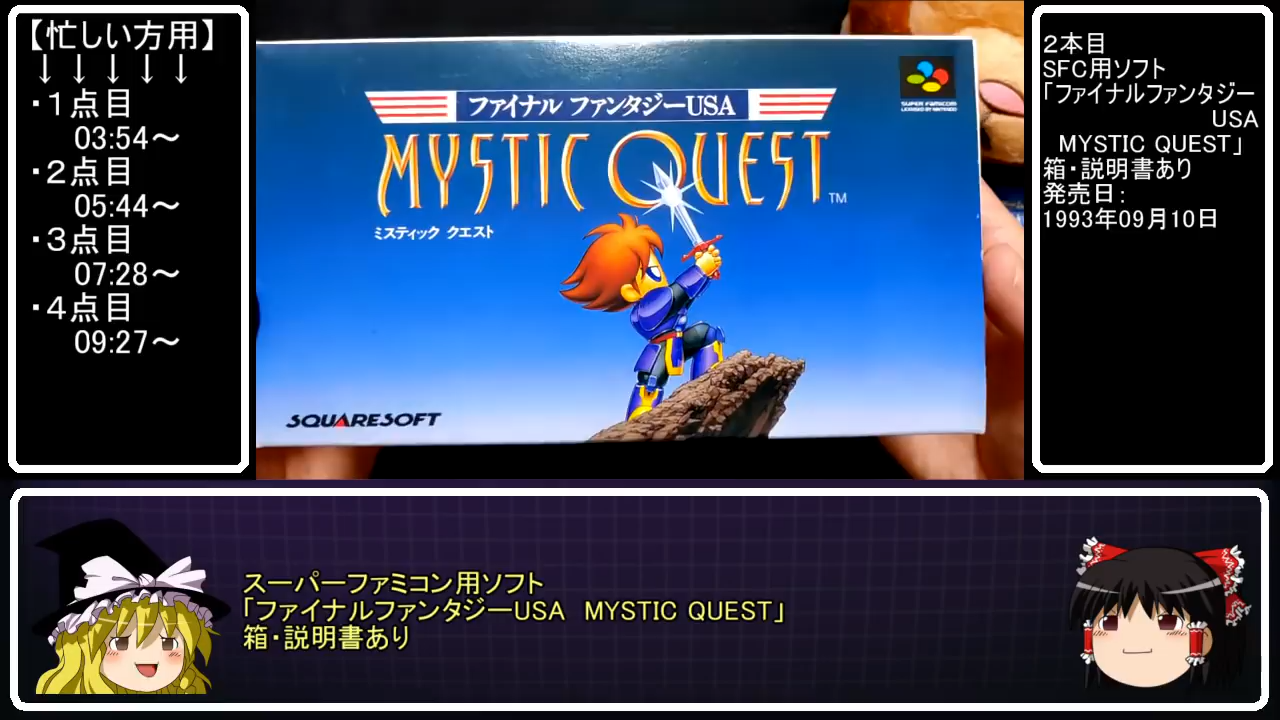 【忙しい方用】
↓↓↓↓↓
・１点目
03:54～
・２点目
05:44～
・３点目
07:28～
・４点目
09:27～
ファイナル ファンタジーUSA
MYSTIC QUEST™
ミスティック クエスト
SUPER FAMICOM
LICENSED BY NINTENDO
SQUARESOFT
２本目
SFC用ソフト
「ファイナルファンタジー
USA
MYSTIC QUEST」
箱・説明書あり
発売日：
1993年09月10日
スーパーファミコン用ソフト
「ファイナルファンタジーUSA　MYSTIC QUEST」
箱・説明書あり